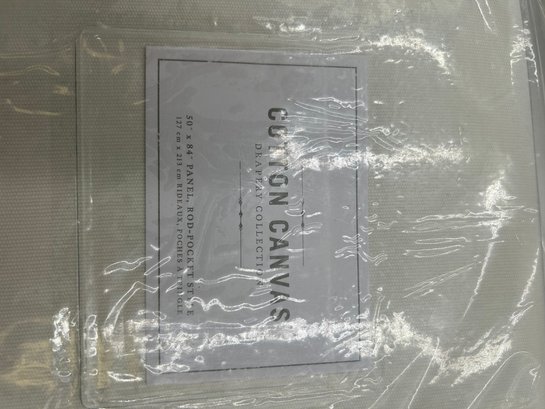 COTTON CANVAS
DRAPERY COLLECTION
50" x 84" PANEL, ROD-POCKET STYLE
127 cm x 213 cm RIDEAUX, POCHES À TRINGLE